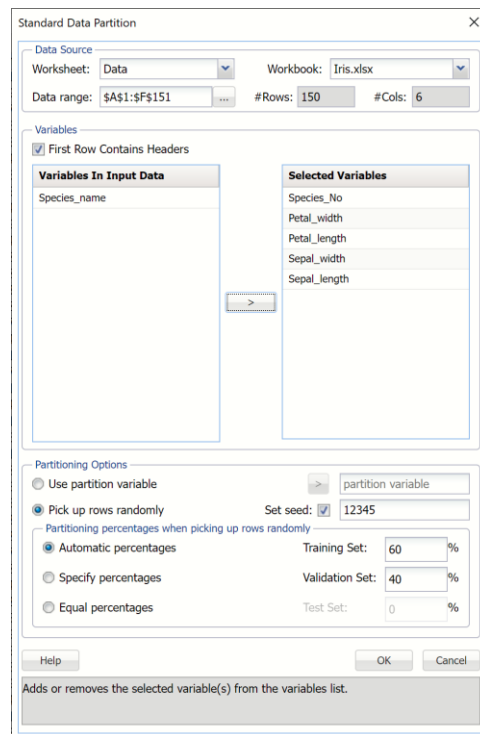 Standard Data Partition
Data Source
Worksheet: Data Workbook: Iris.xlsx
Data range: $A$1:$F$151 ... #Rows: 150 #Cols: 6
Variables
First Row Contains Headers
Variables In Input Data Selected Variables
Species_name Species_No
Petal_width
Petal_length
Sepal_width
Sepal_length
>
Partitioning Options
Use partition variable > partition variable
Pick up rows randomly Set seed: 12345
Partitioning percentages when picking up rows randomly
Automatic percentages Training Set: 60 %
Specify percentages Validation Set: 40 %
Equal percentages Test Set: 0 %
Help OK Cancel
Adds or removes the selected variable(s) from the variables list.